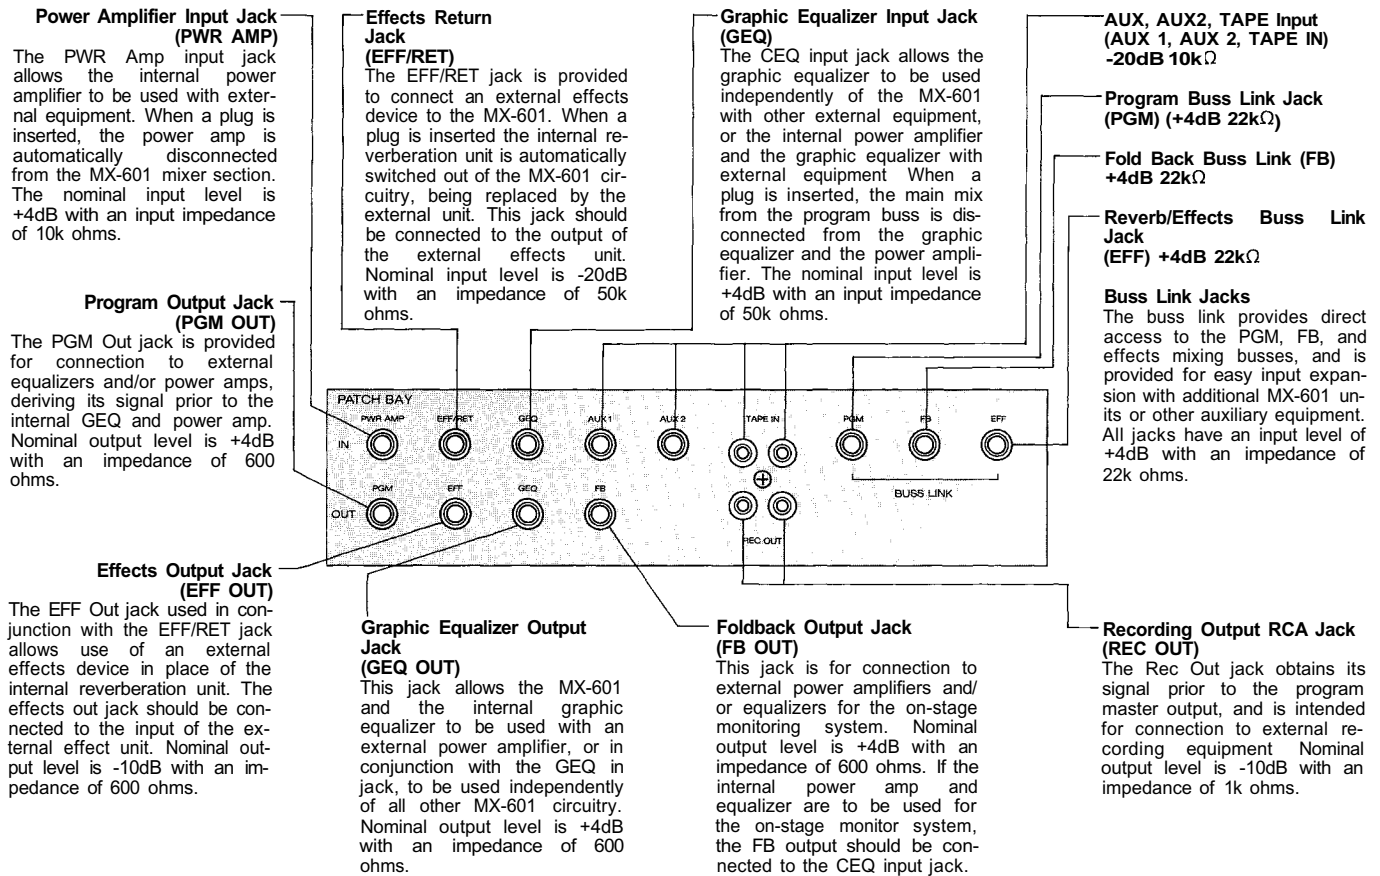 Power Amplifier Input Jack
(PWR AMP)
The PWR Amp input jack
allows the internal power
amplifier to be used with exter-
nal equipment. When a plug is
inserted, the power amp is
automatically disconnected
from the MX-601 mixer section.
The nominal input level is
+4dB with an input impedance
of 10k ohms.
Program Output Jack
(PGM OUT)
The PGM Out jack is provided
for connection to external
equalizers and/or power amps,
deriving its signal prior to the
internal GEQ and power amp.
Nominal output level is +4dB
with an impedance of 600
ohms.
Effects Output Jack
(EFF OUT)
The EFF Out jack used in con-
junction with the EFF/RET jack
allows use of an external
effects device in place of the
internal reverberation unit. The
effects out jack should be con-
nected to the input of the ex-
ternal effect unit. Nominal out-
put level is -10dB with an im-
pedance of 600 ohms.
Effects Return
Jack
(EFF/RET)
The EFF/RET jack is provided
to connect an external effects
device to the MX-601. When a
plug is inserted the internal re-
verberation unit is automatically
switched out of the MX-601 cir-
cuitry, being replaced by the
external unit. This jack should
be connected to the output of
the external effects unit.
Nominal input level is -20dB
with an impedance of 50k
ohms.
Graphic Equalizer Input Jack
(GEQ)
The CEQ input jack allows the
graphic equalizer to be used
independently of the MX-601
with other external equipment,
or the internal power amplifier
and the graphic equalizer with
external equipment When a
plug is inserted, the main mix
from the program buss is dis-
connected from the graphic
equalizer and the power ampli-
fier. The nominal input level is
+4dB with an input impedance
of 50k ohms.
AUX, AUX2, TAPE Input
(AUX 1, AUX 2, TAPE IN)
-20dB 10kΩ
Program Buss Link Jack
(PGM) (+4dB 22kΩ)
Fold Back Buss Link (FB)
+4dB 22kΩ
Reverb/Effects Buss Link
Jack
(EFF) +4dB 22kΩ
Buss Link Jacks
The buss link provides direct
access to the PGM, FB, and
effects mixing busses, and is
provided for easy input expan-
sion with additional MX-601 un-
its or other auxiliary equipment.
All jacks have an input level of
+4dB with an impedance of
22k ohms.
PATCH BAY
PWR AMP EFF/RET GEQ AUX 1 AUX 2 TAPE IN PGM FB EFF
IN
BUSS LINK
PGM EFF GEQ FB
OUT
REC OUT
Graphic Equalizer Output
Jack
(GEQ OUT)
This jack allows the MX-601
and the internal graphic
equalizer to be used with an
external power amplifier, or in
conjunction with the GEQ in
jack, to be used independently
of all other MX-601 circuitry.
Nominal output level is +4dB
with an impedance of 600
ohms.
Foldback Output Jack
(FB OUT)
This jack is for connection to
external power amplifiers and/
or equalizers for the on-stage
monitoring system. Nominal
output level is +4dB with an
impedance of 600 ohms. If the
internal power amp and
equalizer are to be used for
the on-stage monitor system,
the FB output should be con-
nected to the CEQ input jack.
Recording Output RCA Jack
(REC OUT)
The Rec Out jack obtains its
signal prior to the program
master output, and is intended
for connection to external re-
cording equipment Nominal
output level is -10dB with an
impedance of 1k ohms.